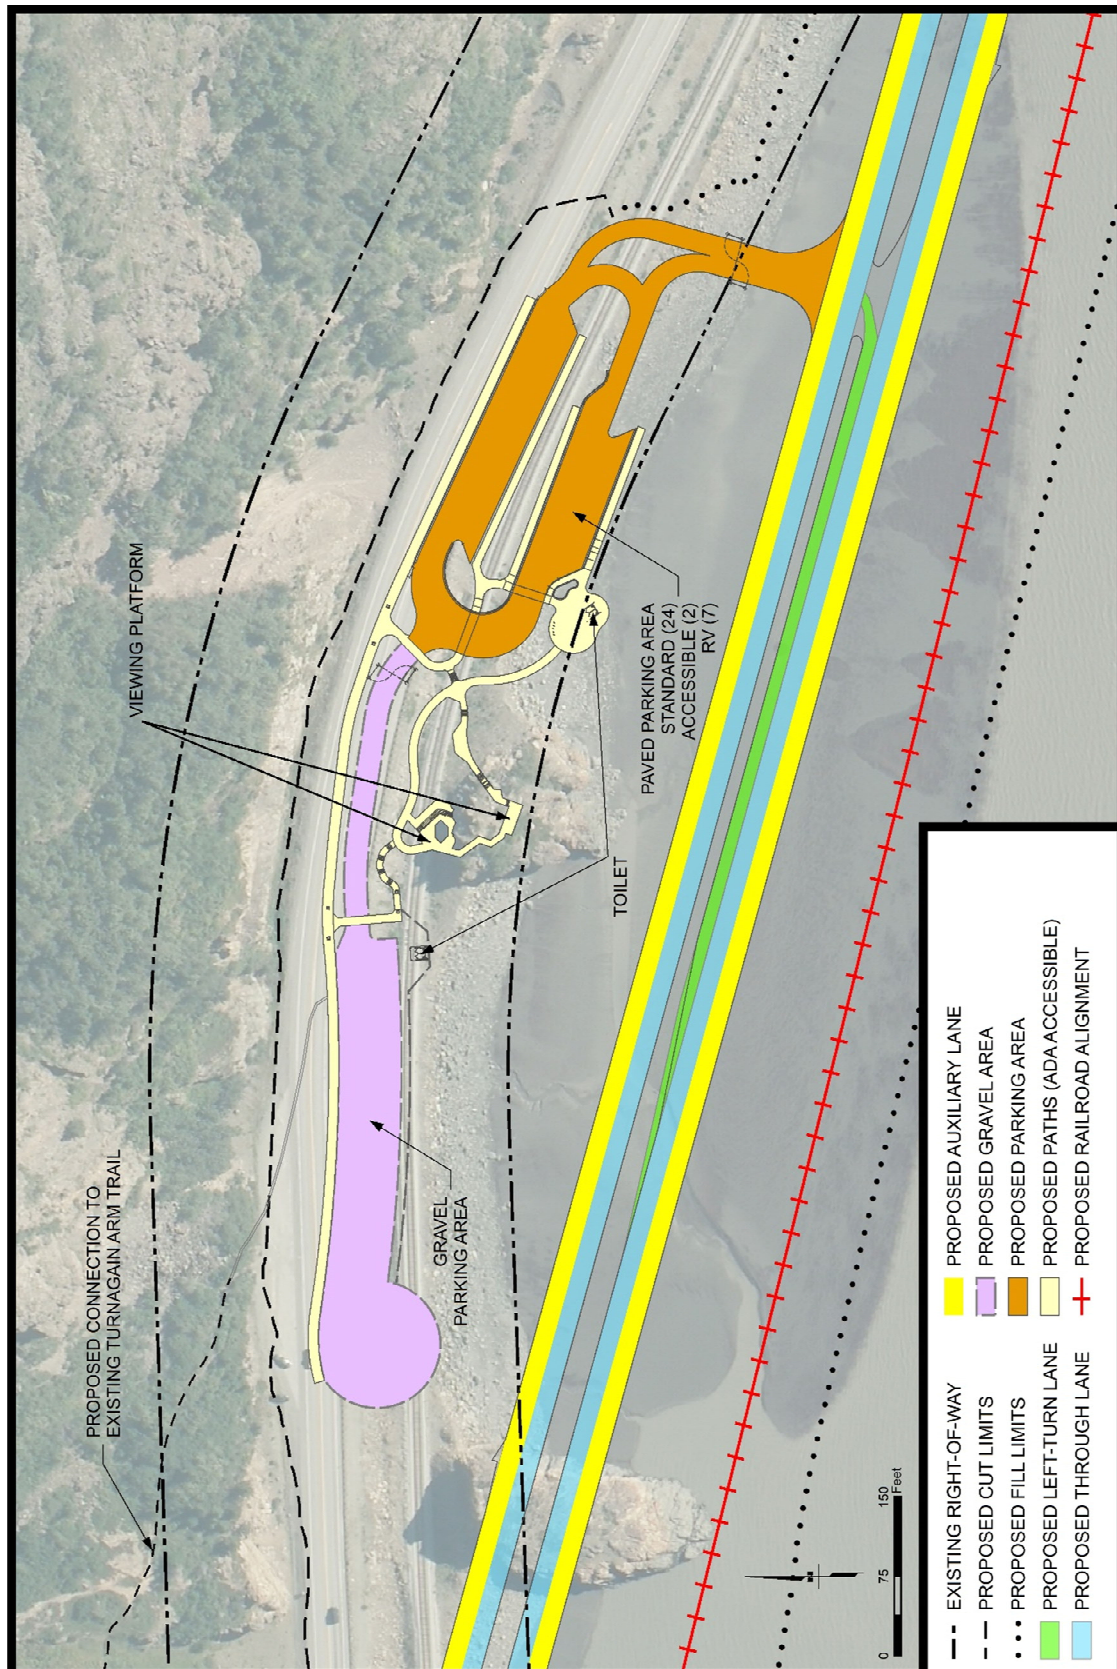 PROPOSED CONNECTION TO
EXISTING TURNAGAIN ARM TRAIL
VIEWING PLATFORM
GRAVEL
PARKING AREA
TOILET
PAVED PARKING AREA
STANDARD (24)
ACCESSIBLE (2)
RV (7)
0
75
150
Feet
EXISTING RIGHT-OF-WAY
PROPOSED CUT LIMITS
PROPOSED FILL LIMITS
PROPOSED LEFT-TURN LANE
PROPOSED THROUGH LANE
PROPOSED AUXILIARY LANE
PROPOSED GRAVEL AREA
PROPOSED PARKING AREA
PROPOSED PATHS (ADA ACCESSIBLE)
PROPOSED RAILROAD ALIGNMENT